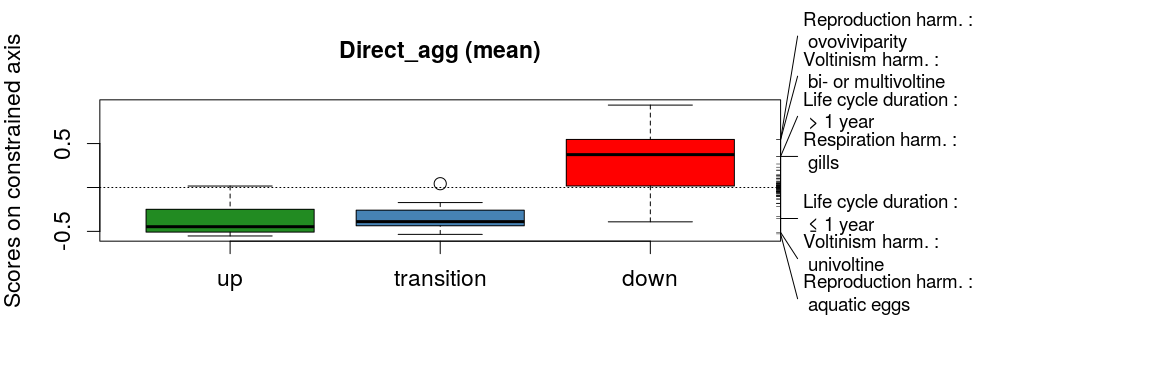 Direct_agg (mean)
Scores on constrained axis
0.5
-0.5
up
transition
down
Reproduction harm. :
ovoviviparity
Voltinism harm. :
bi- or multivoltine
Life cycle duration :
> 1 year
Respiration harm. :
gills
Life cycle duration :
≤ 1 year
Voltinism harm. :
univoltine
Reproduction harm. :
aquatic eggs